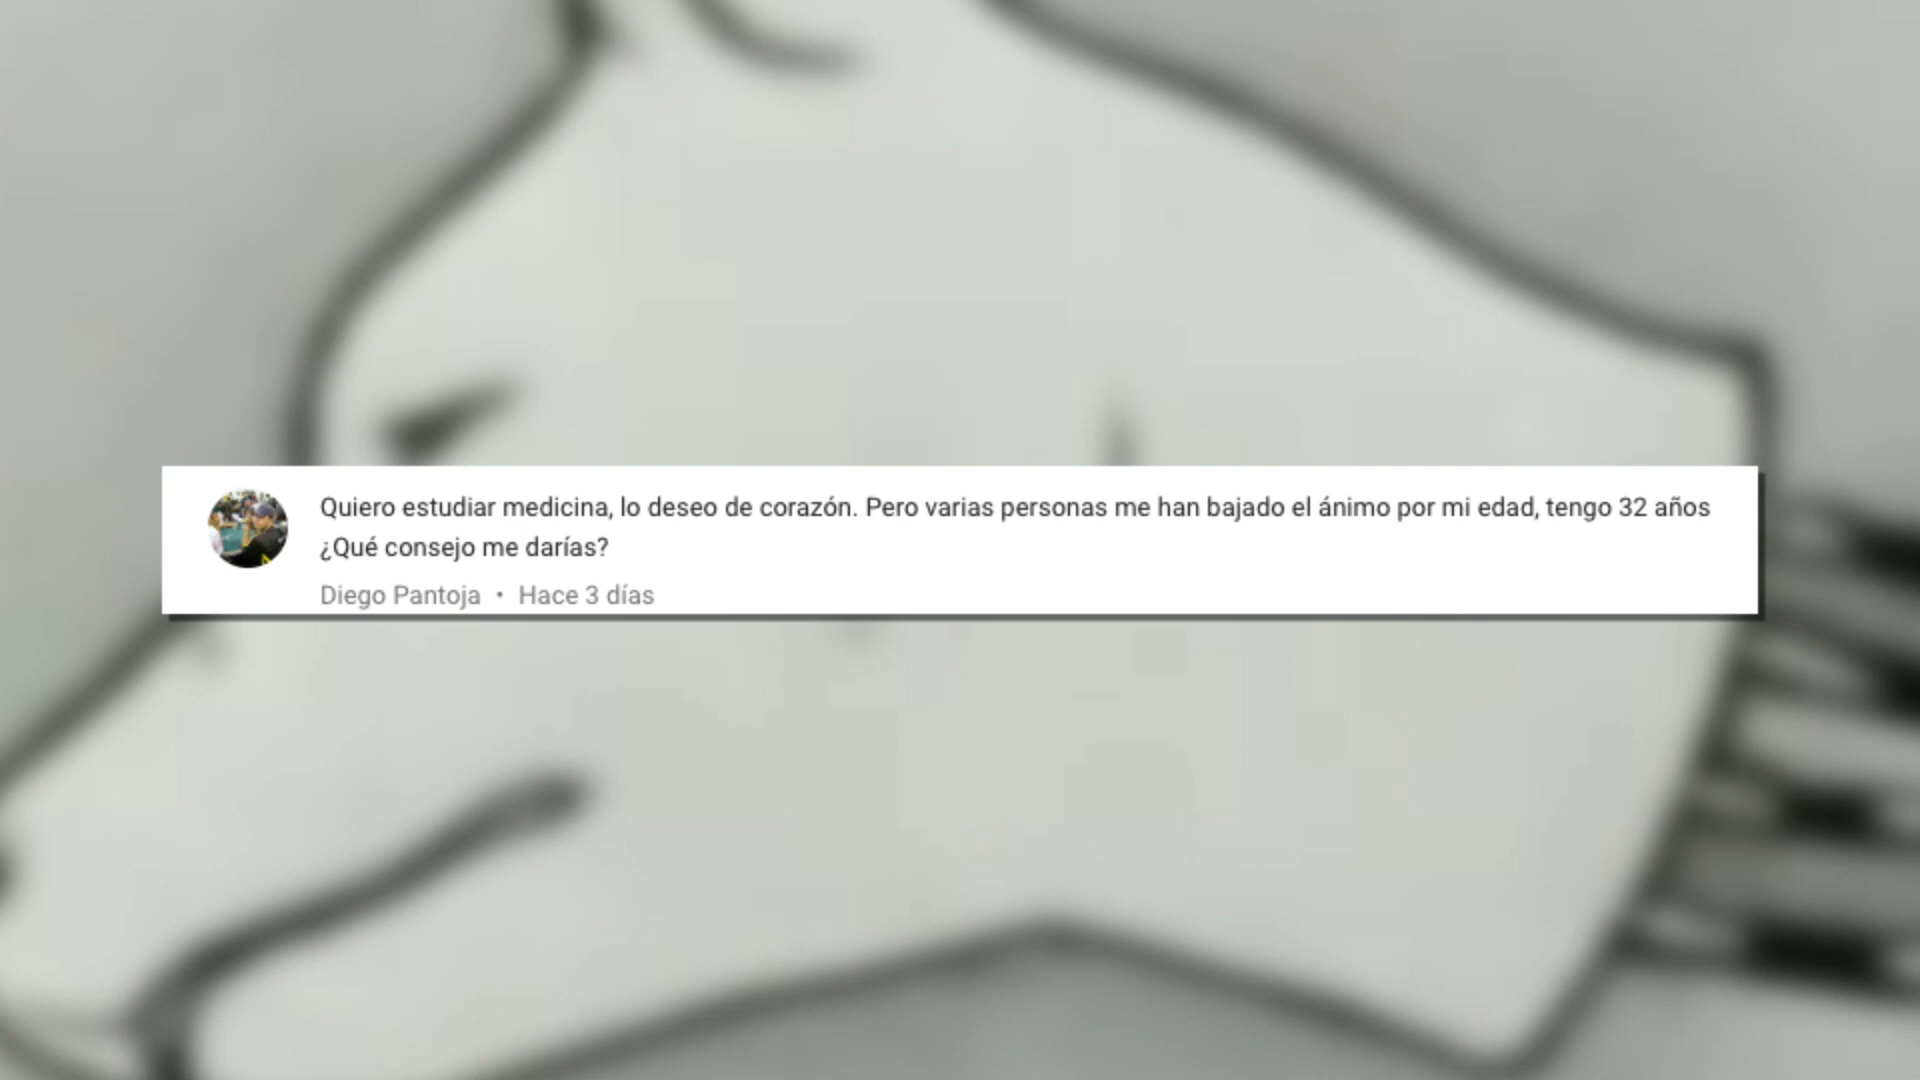 Quiero estudiar medicina, lo deseo de corazón. Pero varias personas me han bajado el ánimo por mi edad, tengo 32 años
¿Qué consejo me darías?
Diego Pantoja • Hace 3 días